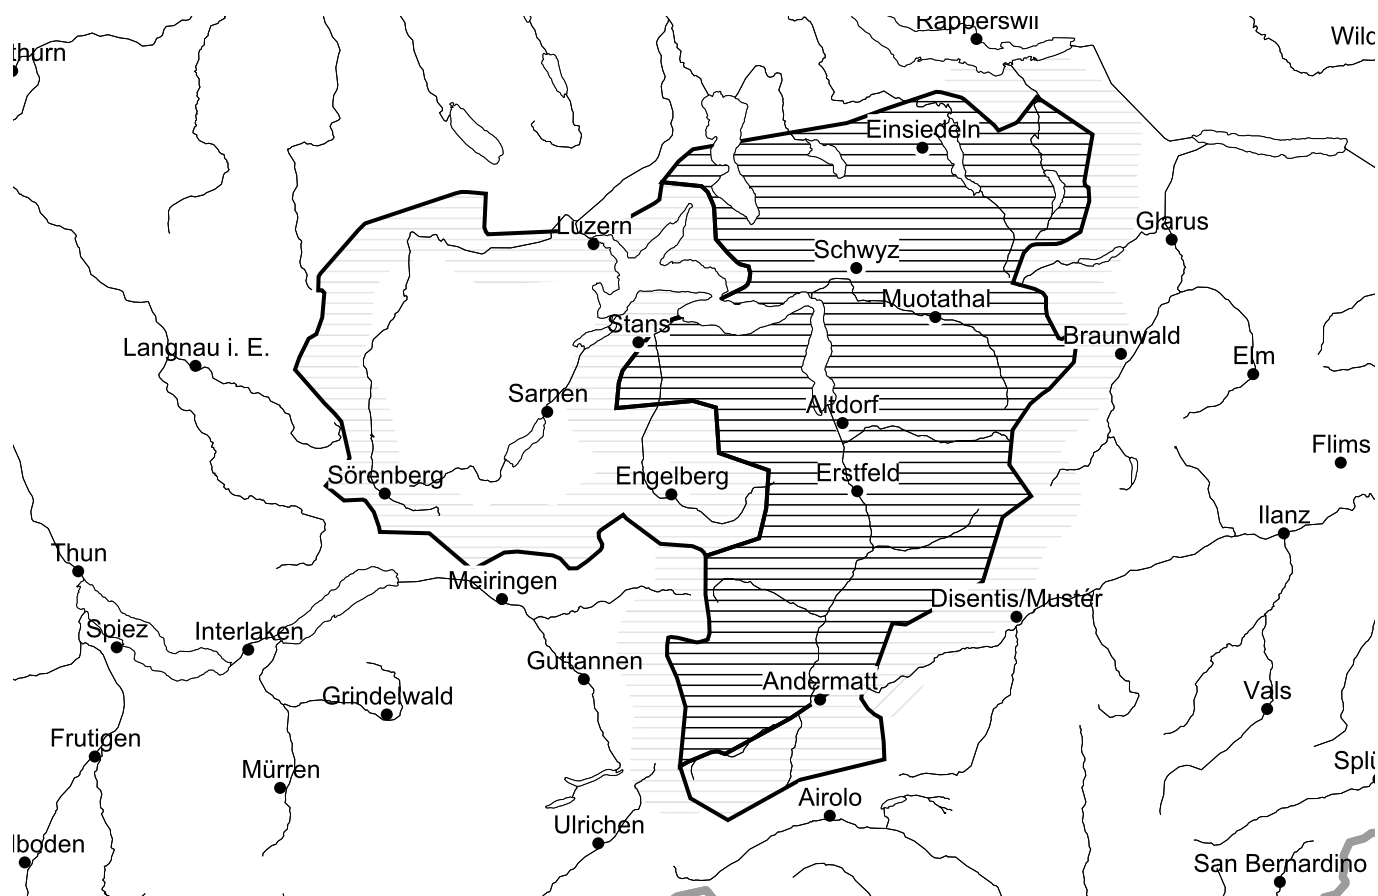 Rapperswil
Wild
thurn
Einsiedeln
Glarus
Luzern
Schwyz
Muotathal
Stans
Braunwald
Langnau i. E.
Elm
Sarnen
Altdorf
Flims
Sörenberg
Engelberg
Erstfeld
Ilanz
Thun
Meiringen
Disentis/Mustér
Spiez
Interlaken
Guttannen
Andermatt
Vals
Grindelwald
Frutigen
Mürren
Splü
Airolo
Ulrichen
lboden
San Bernardino